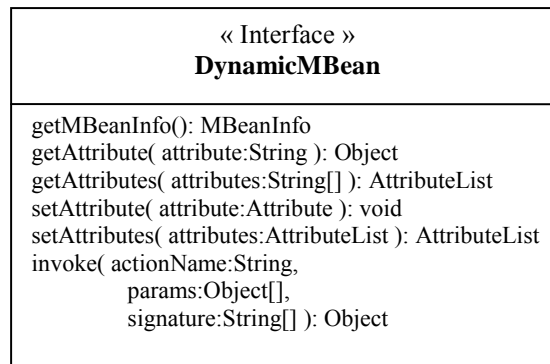 « Interface »
DynamicMBean
getMBeanInfo(): MBeanInfo
getAttribute( attribute:String ): Object
getAttributes( attributes:String[] ): AttributeList
setAttribute( attribute:Attribute ): void
setAttributes( attributes:AttributeList ): AttributeList
invoke( actionName:String,
params:Object[],
signature:String[] ): Object